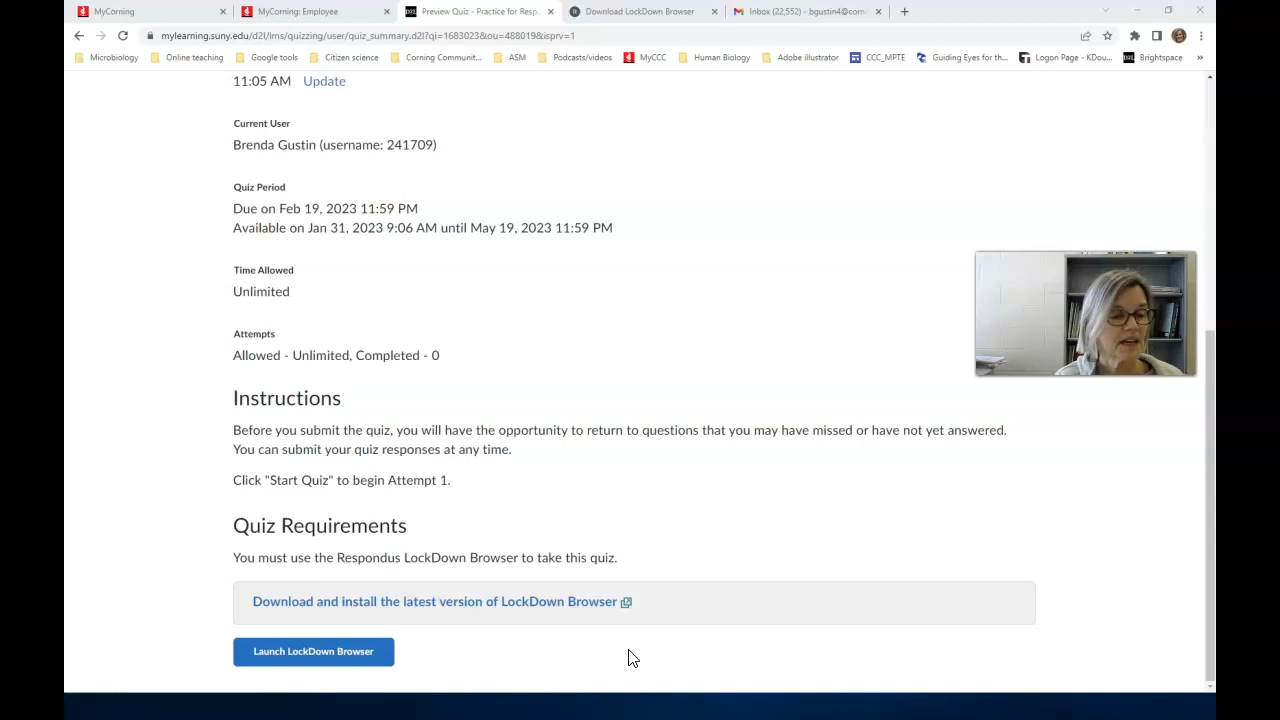 MyCorning
MyCorning: Employee
Preview Quiz - Practice for Resp
Download LockDown Browser
Inbox (22,552) - bgustin4@corni
mylearning.suny.edu/d2l/lms/quizzing/user/quiz_summary.d2l?qi=1683023&ou=488019&isprv=1
Microbiology
Online teaching
Google tools
Citizen science
Corning Communit...
ASM
Podcasts/videos
MyCC
Human Biology
Adobe illustrator
CCC_MPTE
Guiding Eyes for th...
Logon Page - KDou...
Brightspace
»
11:05 AM Update
Current User
Brenda Gustin (username: 241709)
Quiz Period
Due on Feb 19, 2023 11:59 PM
Available on Jan 31, 2023 9:06 AM until May 19, 2023 11:59 PM
Time Allowed
Unlimited
Attempts
Allowed - Unlimited, Completed - 0
Instructions
Before you submit the quiz, you will have the opportunity to return to questions that you may have missed or have not yet answered.
You can submit your quiz responses at any time.
Click "Start Quiz" to begin Attempt 1.
Quiz Requirements
You must use the Respondus LockDown Browser to take this quiz.
Download and install the latest version of LockDown Browser
Launch LockDown Browser